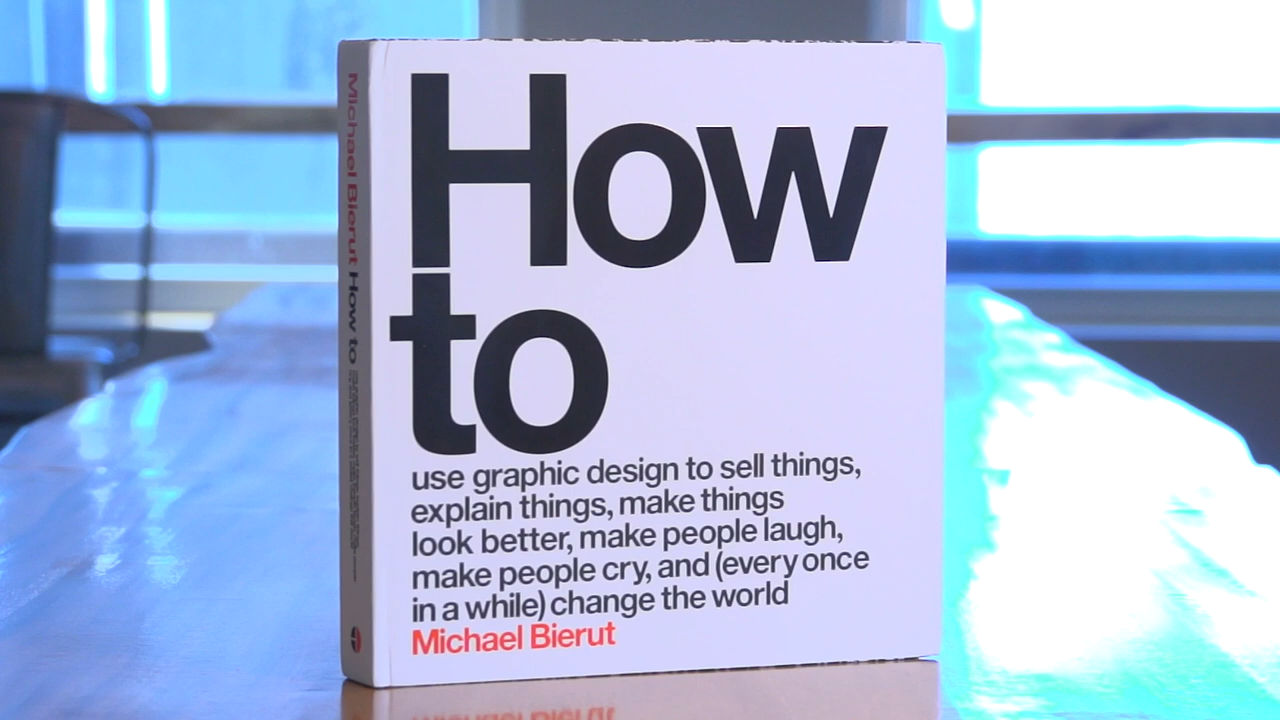 How
to
use graphic design to sell things,
explain things, make things
look better, make people laugh,
make people cry, and (every once
in a while) change the world
Michael Bierut
Michael Bierut How to